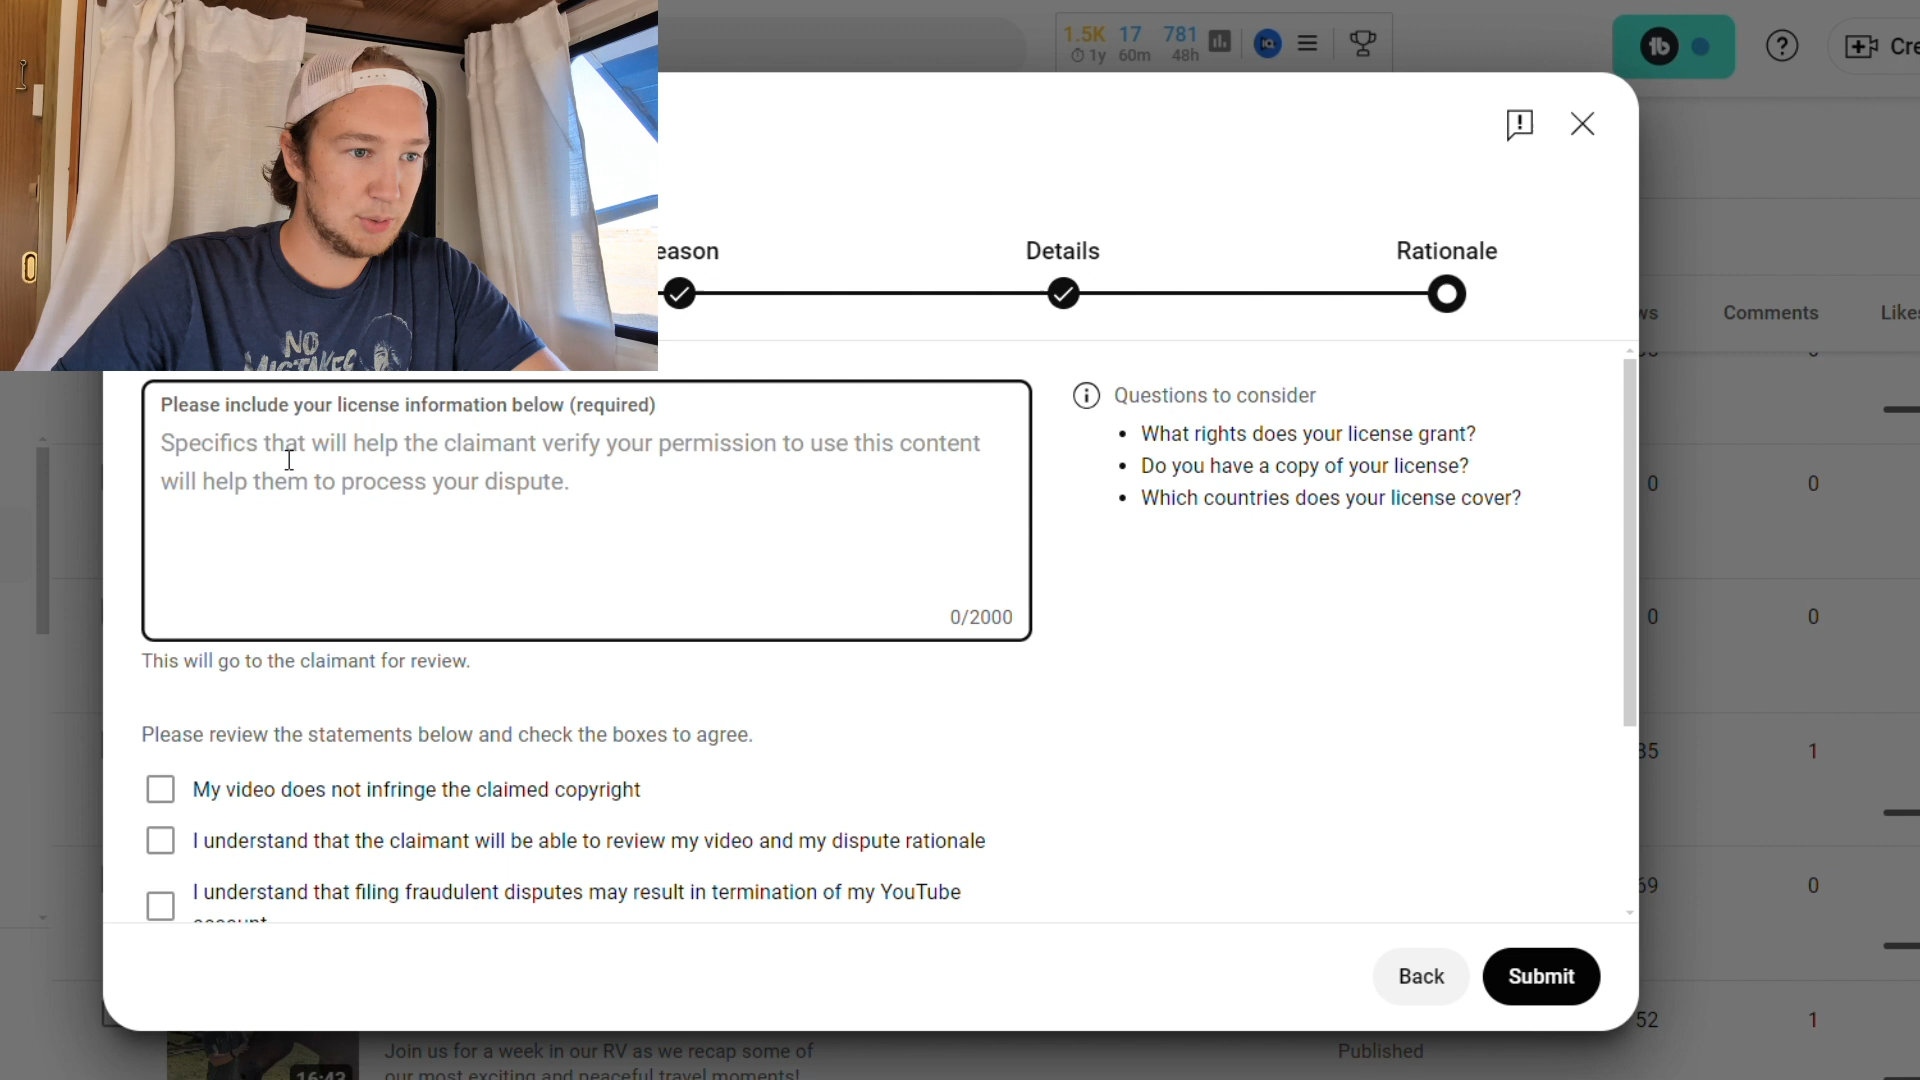 1.5K 17 781
1y 60m 48h
Cre
NO
MISTAKES
eason
Details
Rationale
Comments
Likes
Please include your license information below (required)
Specifics that will help the claimant verify your permission to use this content
will help them to process your dispute.
0/2000
This will go to the claimant for review.
Questions to consider
What rights does your license grant?
Do you have a copy of your license?
Which countries does your license cover?
0 0
0 0
Please review the statements below and check the boxes to agree.
My video does not infringe the claimed copyright
35 1
I understand that the claimant will be able to review my video and my dispute rationale
I understand that filing fraudulent disputes may result in termination of my YouTube
account
69 0
Back
Submit
52 1
Join us for a week in our RV as we recap some of
our most exciting and peaceful travel moments!
16:43
Published